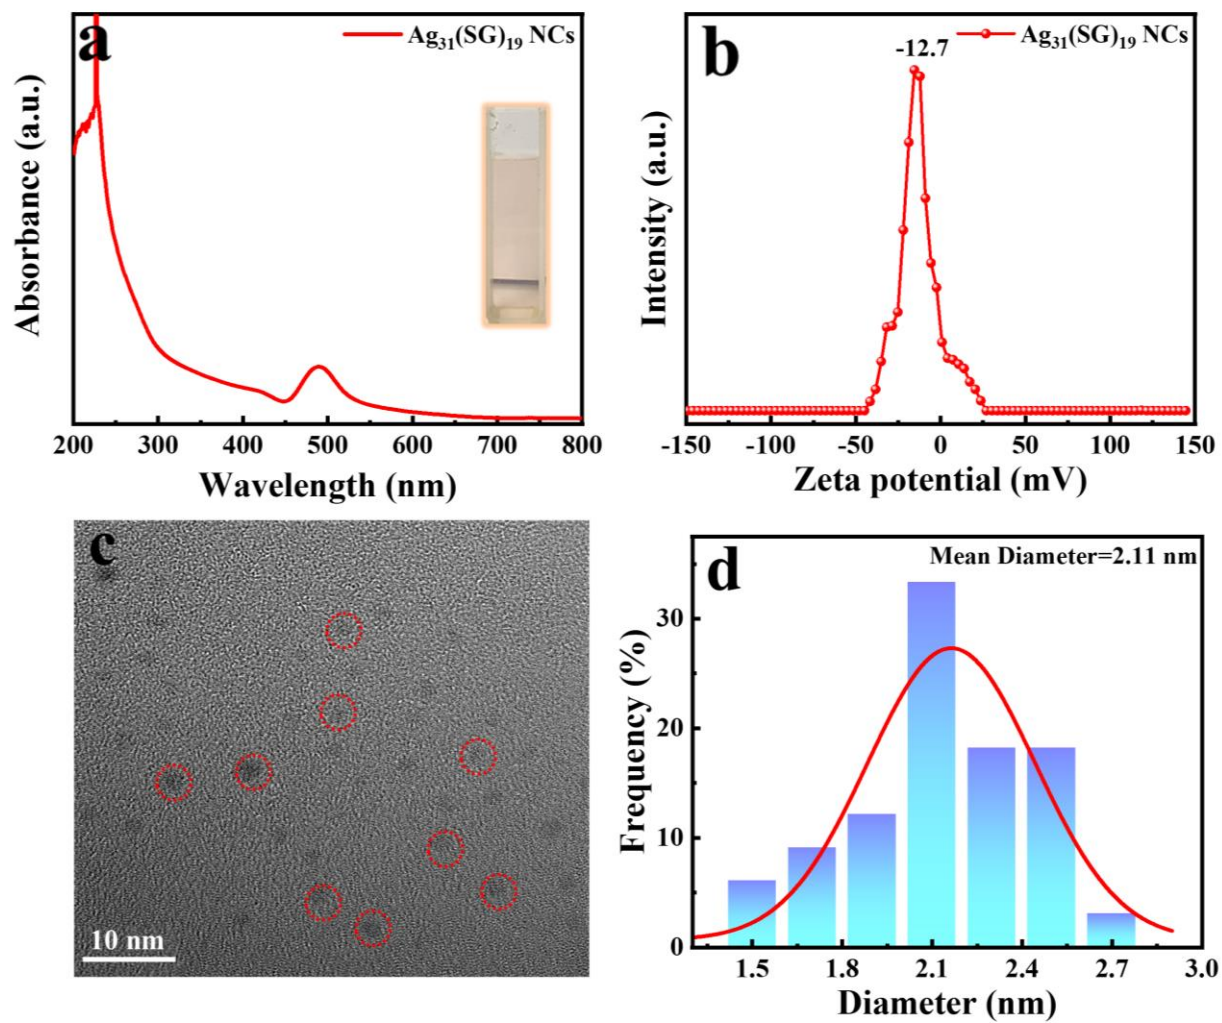 a
Ag31(SG)19 NCs
Absorbance (a.u.)
200 300 400 500 600 700 800
Wavelength (nm)
b
Ag31(SG)19 NCs
-12.7
Intensity (a.u.)
-150 -100 -50 0 50 100 150
Zeta potential (mV)
c
10 nm
d
Mean Diameter=2.11 nm
Frequency (%)
30
20
10
0
1.5 1.8 2.1 2.4 2.7 3.0
Diameter (nm)